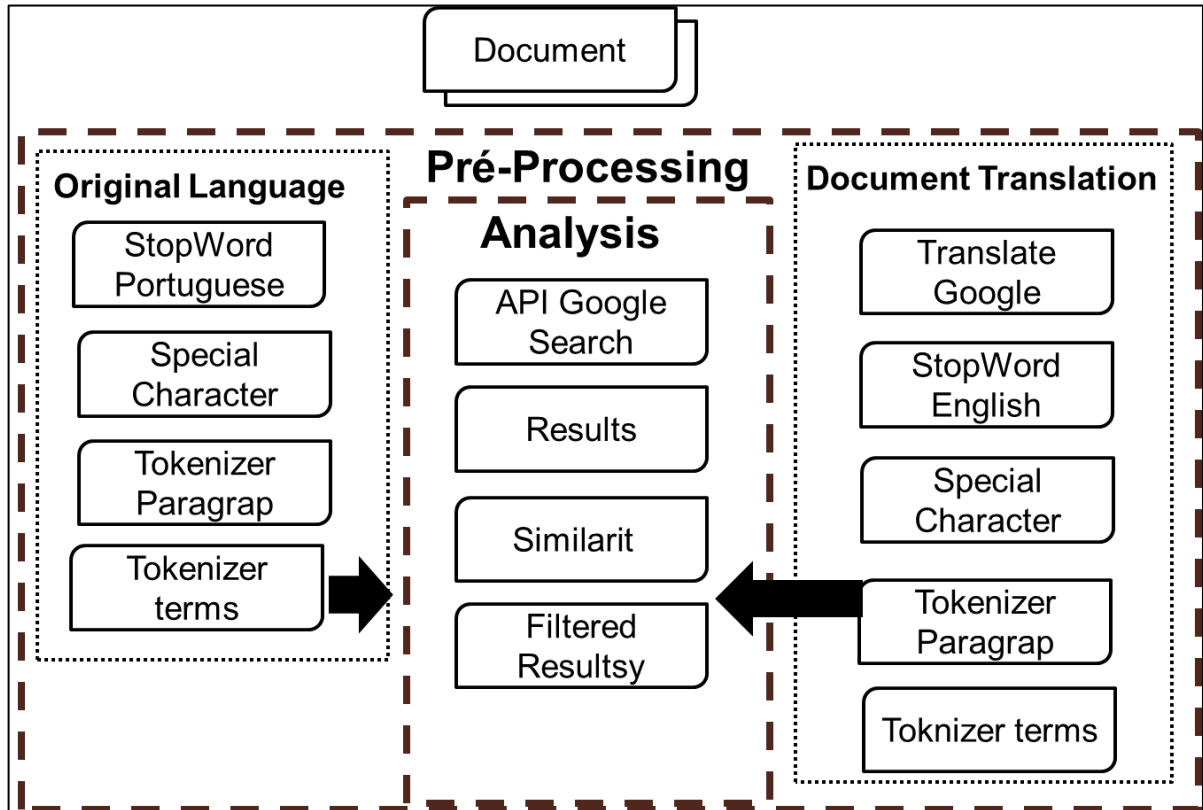 Document
Pré-Processing
Original Language
StopWord
Portuguese
Special
Character
Tokenizer
Paragrap
Tokenizer
terms
Analysis
API Google
Search
Results
Similarit
Filtered
Resultsy
Document Translation
Translate
Google
StopWord
English
Special
Character
Tokenizer
Paragrap
Toknizer terms